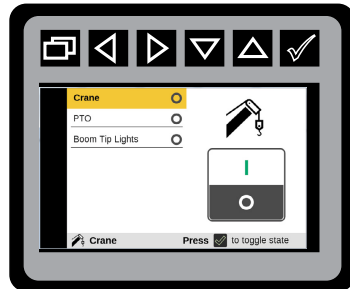 Crane
PTO
Boom Tip Lights
I
O
Crane
Press to toggle state